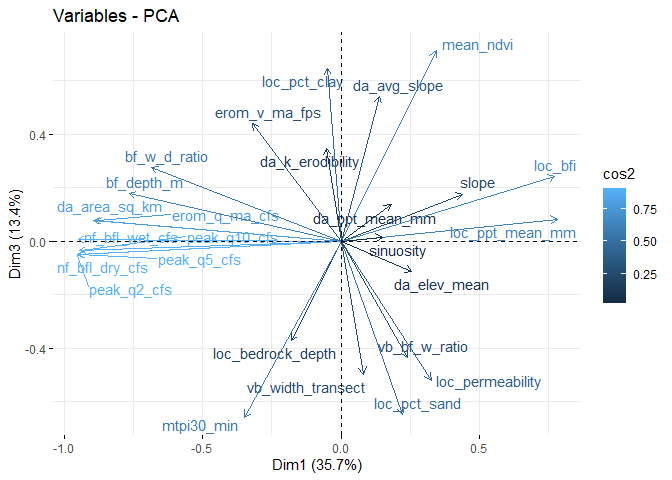 Variables - PCA
mean_ndvi
loc_pct_clay
da_avg_slope
erom_v_ma_fps
0.4
bf_w_d_ratio
da_k_erodibility
loc_bfi
bf_depth_m
slope
cos2
da_area_sq_km
erom_q_ma_cfs
da_ppt_mean_mm
0.75
nf_bfl_wet_cfs
peak_q10_cfs
loc_ppt_mean_mm
0.0
0.50
sinuosity
peak_q5_cfs
nf_bfl_dry_cfs
0.25
da_elev_mean
peak_q2_cfs
-0.4
loc_bedrock_depth
vb_bf_w_ratio
vb_width_transect
loc_permeability
loc_pct_sand
mtpi30_min
Dim3 (13.4%)
-1.0
-0.5
0.0
0.5
Dim1 (35.7%)